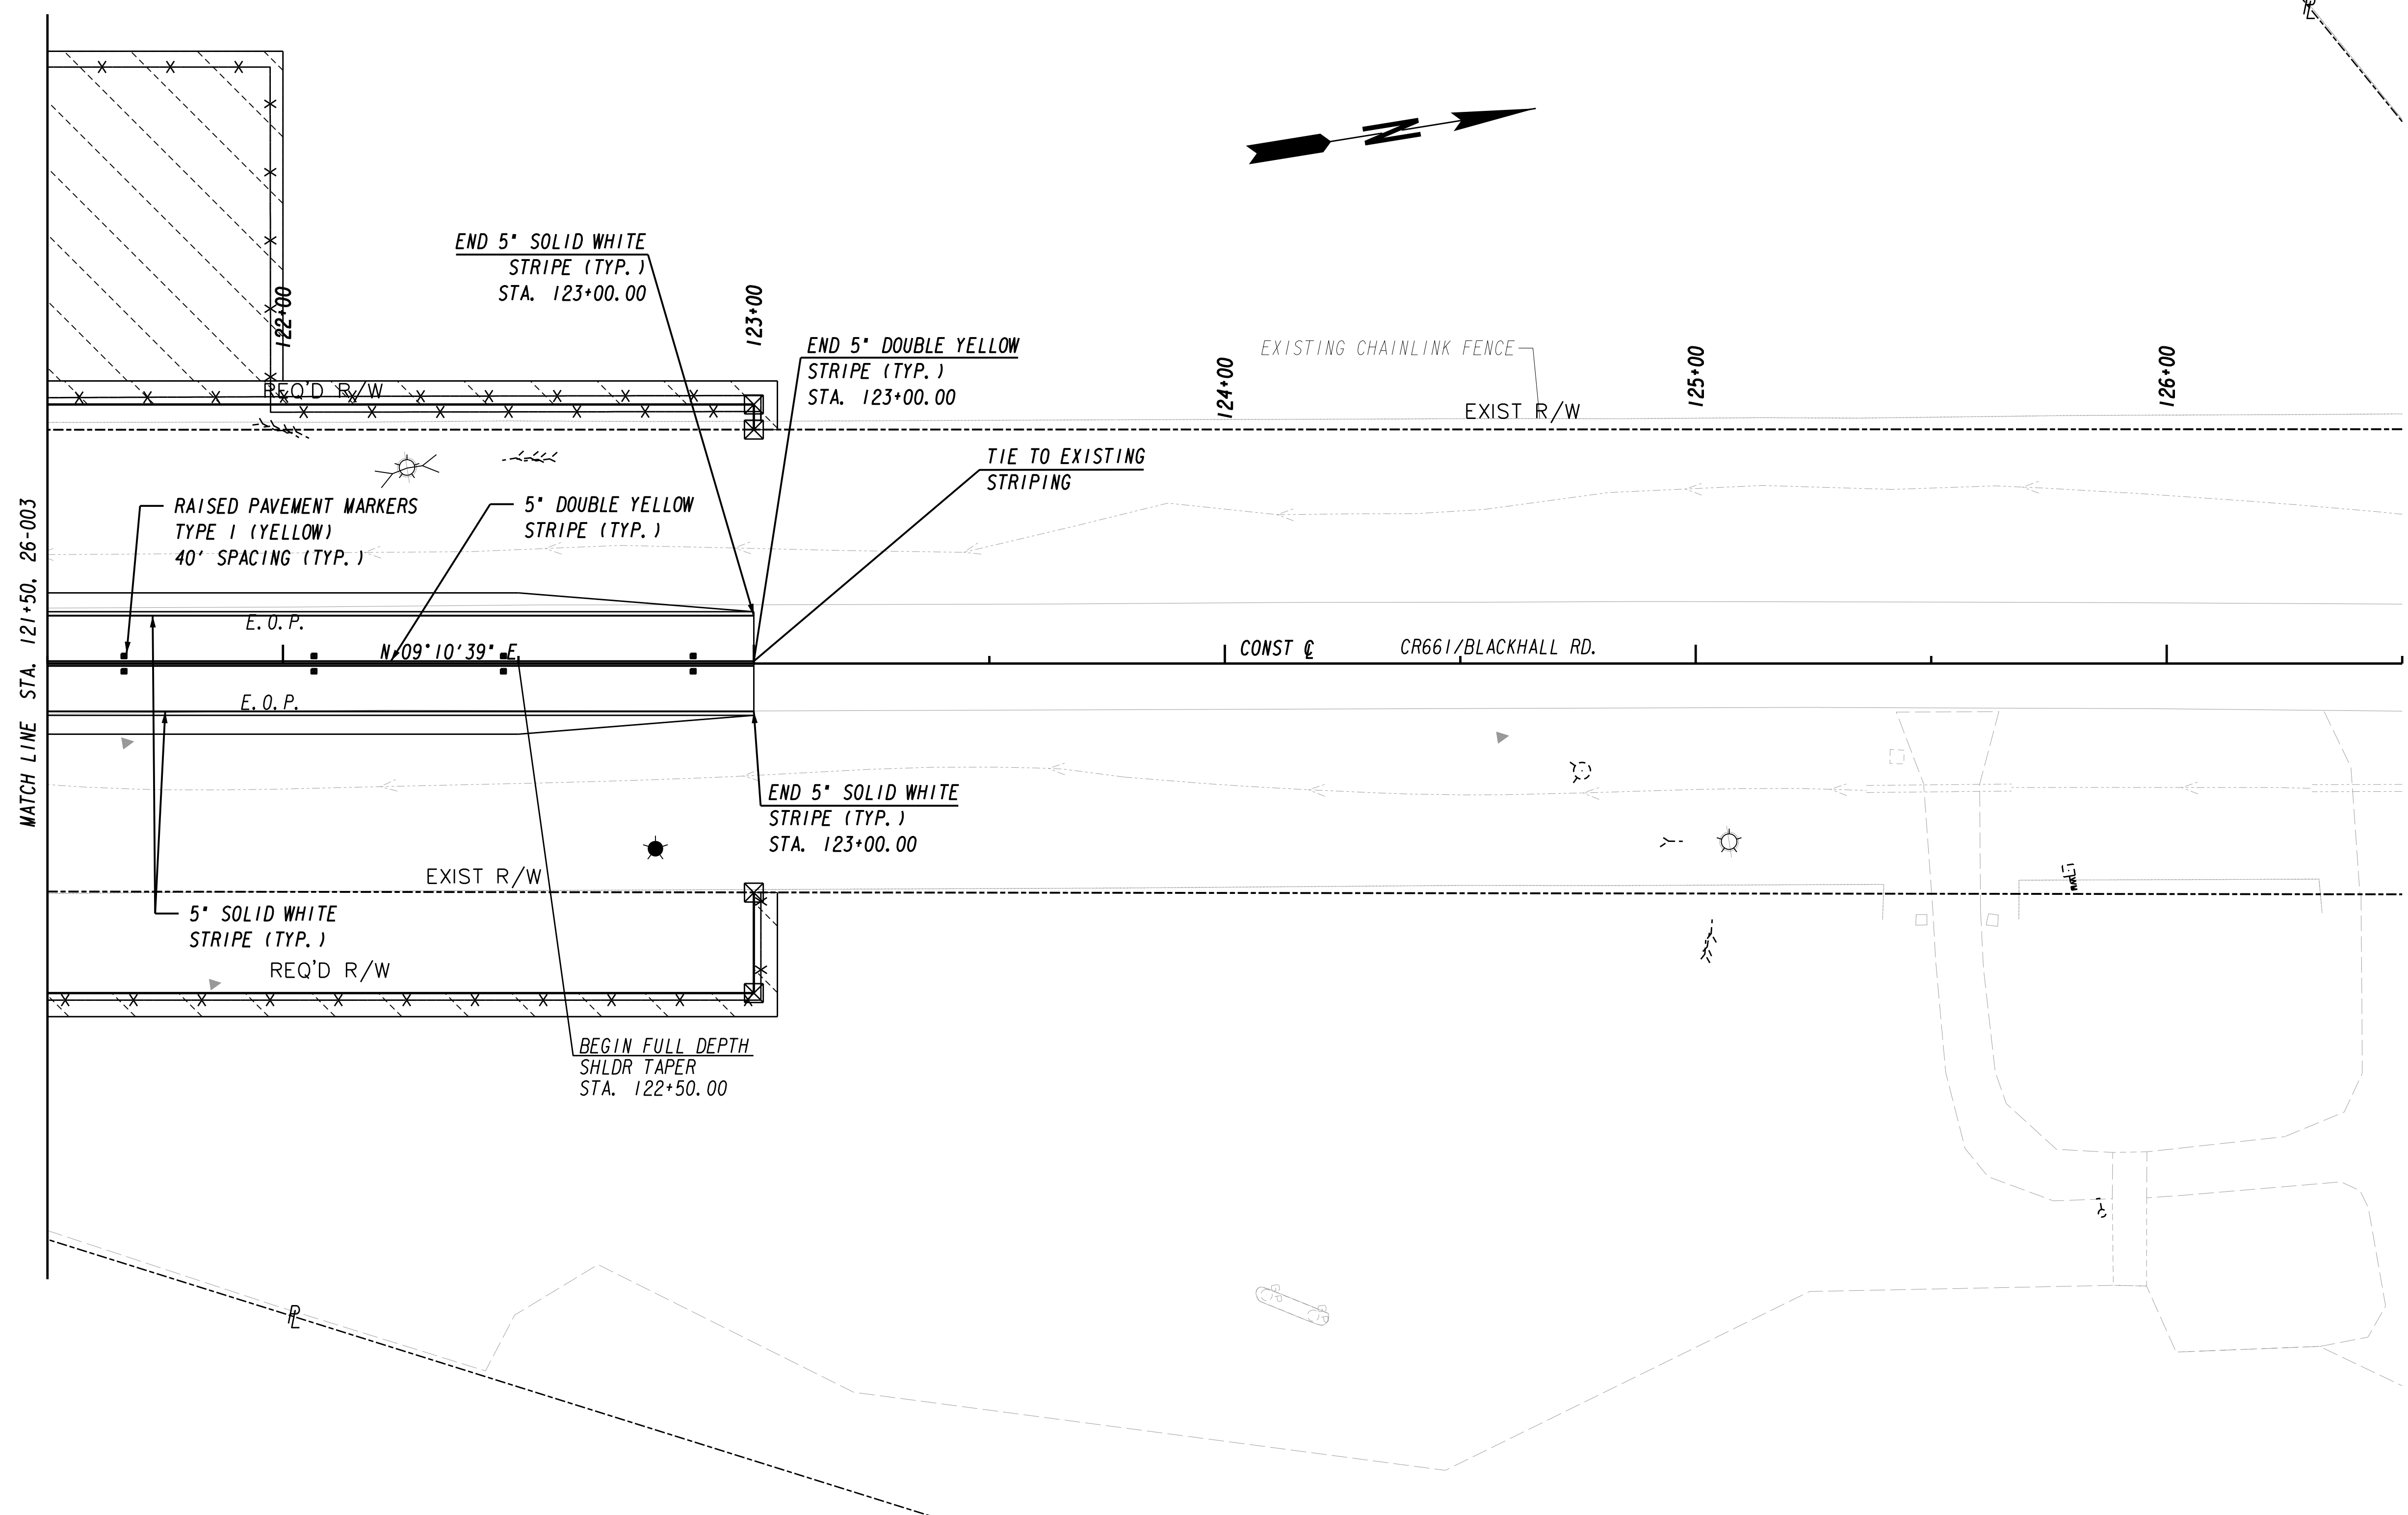 P̲L
N
END 5" SOLID WHITE
STRIPE (TYP.)
STA. 123+00.00
122+00
123+00
END 5" DOUBLE YELLOW
STRIPE (TYP.)
STA. 123+00.00
EXISTING CHAINLINK FENCE
124+00
125+00
126+00
REQ'D R/W
EXIST R/W
TIE TO EXISTING
STRIPING
RAISED PAVEMENT MARKERS
TYPE 1 (YELLOW)
40' SPACING (TYP.)
5" DOUBLE YELLOW
STRIPE (TYP.)
MATCH LINE STA. 121+50. 26-003
E.O.P.
N 09°10'39" E
CONST ℄
CR661/BLACKHALL RD.
E.O.P.
END 5" SOLID WHITE
STRIPE (TYP.)
STA. 123+00.00
EXIST R/W
5" SOLID WHITE
STRIPE (TYP.)
REQ'D R/W
BEGIN FULL DEPTH
SHLDR TAPER
STA. 122+50.00
PL